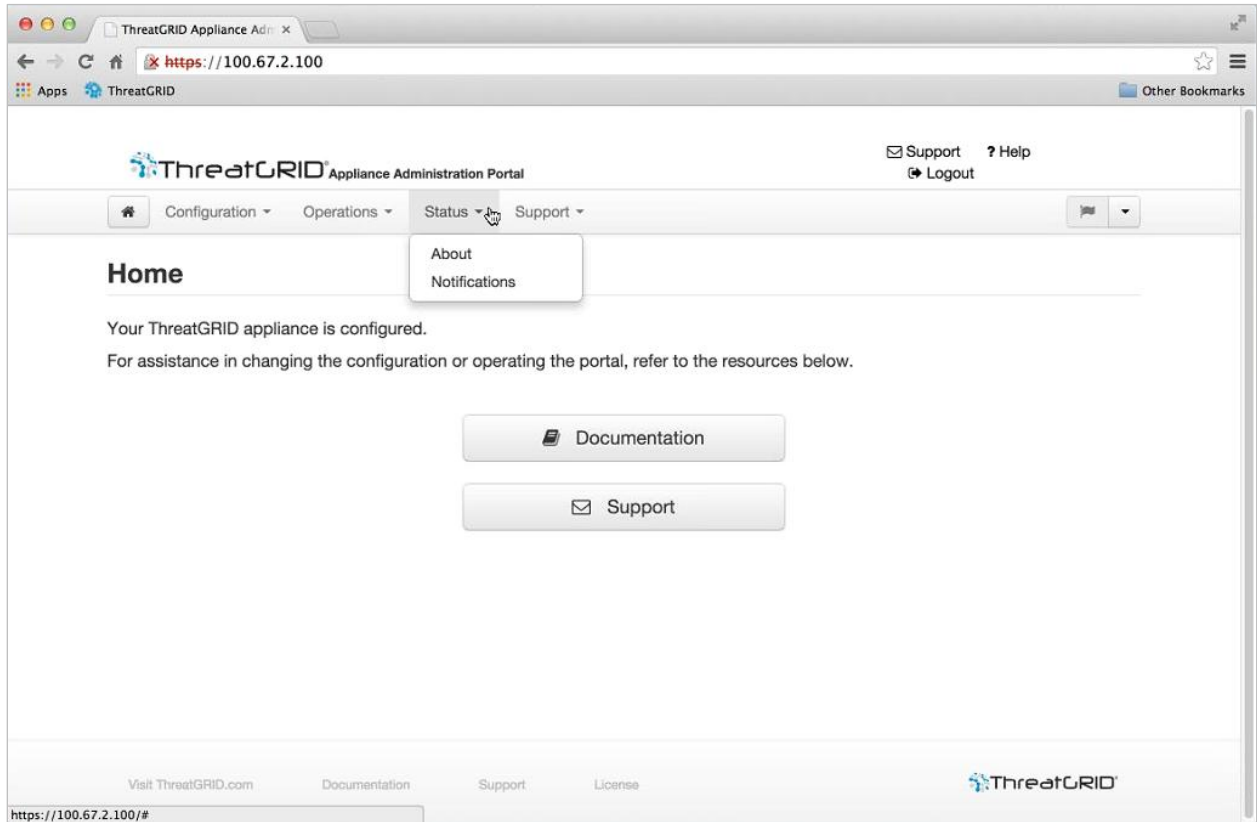 ThreatGRID Appliance Adm
https://100.67.2.100
Apps ThreatGRID Other Bookmarks
ThreatGRID® Appliance Administration Portal
Support ? Help
Logout
Configuration Operations Status Support
About
Notifications
Home
Your ThreatGRID appliance is configured.
For assistance in changing the configuration or operating the portal, refer to the resources below.
Documentation
Support
Visit ThreatGRID.com Documentation Support License ThreatGRID®
https://100.67.2.100/#